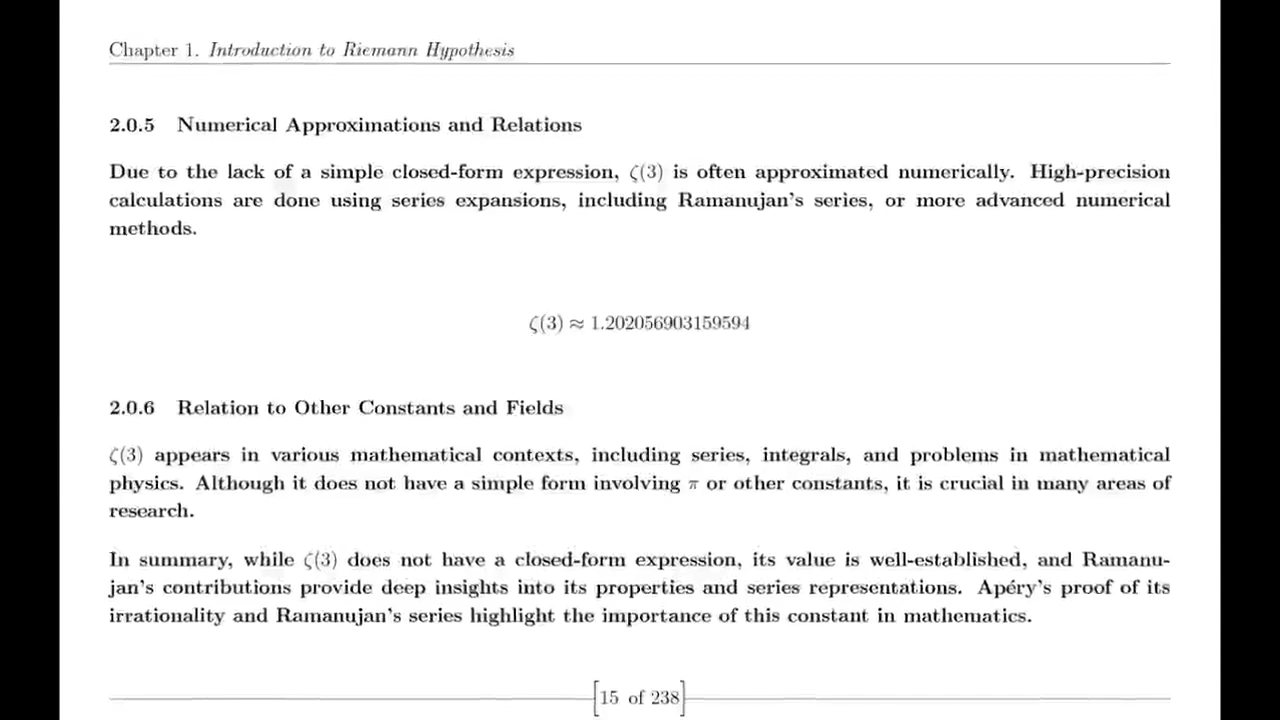 Chapter 1. Introduction to Riemann Hypothesis
2.0.5 Numerical Approximations and Relations
Due to the lack of a simple closed-form expression, ζ(3) is often approximated numerically. High-precision
calculations are done using series expansions, including Ramanujan's series, or more advanced numerical
methods.
ζ(3) ≈ 1.202056903159594
2.0.6 Relation to Other Constants and Fields
ζ(3) appears in various mathematical contexts, including series, integrals, and problems in mathematical
physics. Although it does not have a simple form involving π or other constants, it is crucial in many areas of
research.
In summary, while ζ(3) does not have a closed-form expression, its value is well-established, and Ramanu-
jan's contributions provide deep insights into its properties and series representations. Apéry's proof of its
irrationality and Ramanujan's series highlight the importance of this constant in mathematics.
[15 of 238]